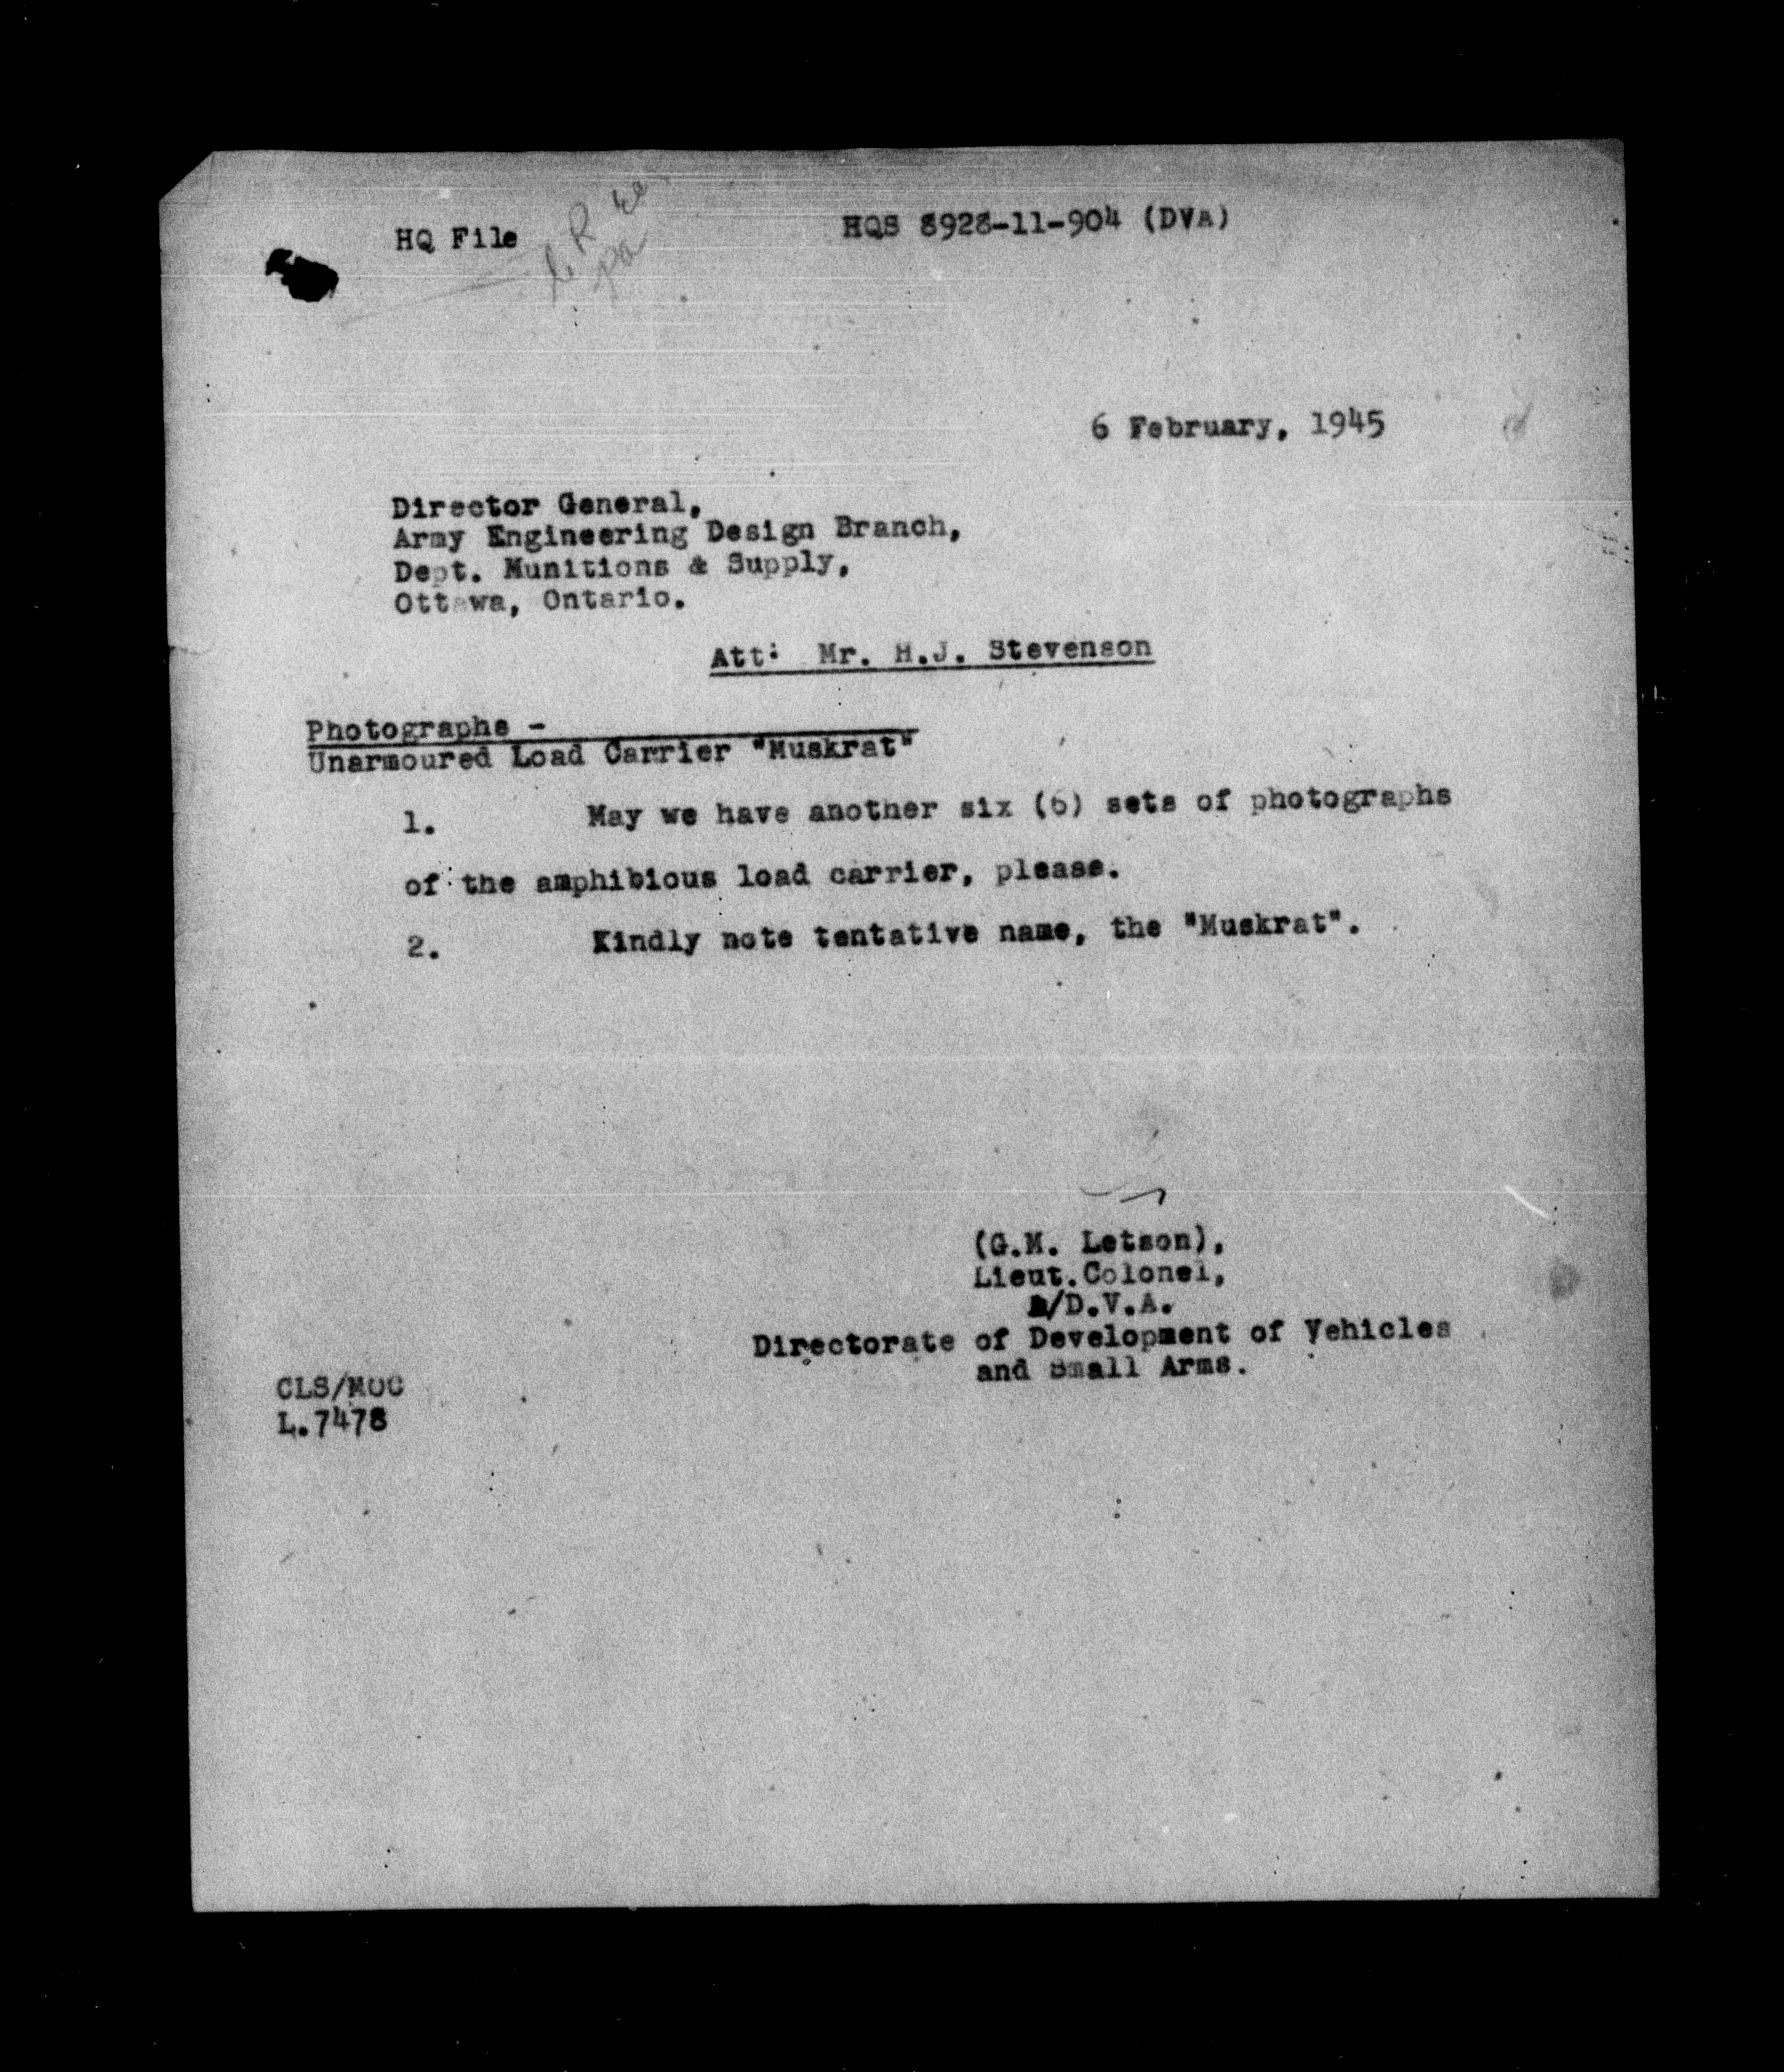 HQ File
HQS 8928-11-904 (DVA)
6 February, 1945
Director General,
Army Engineering Design Branch,
Dept. Munitions & Supply,
Ottawa, Ontario.
Att: Mr. H.J. Stevenson
Photographs -
Unarmoured Load Carrier "Muskrat"
1. May we have another six (6) sets of photographs
of the amphibious load carrier, please.
2. Kindly note tentative name, the "Muskrat".
(G.M. Letson),
Lieut.Colonel,
a/D.V.A.
Directorate of Development of Vehicles
and Small Arms.
CLS/MOC
L.7478